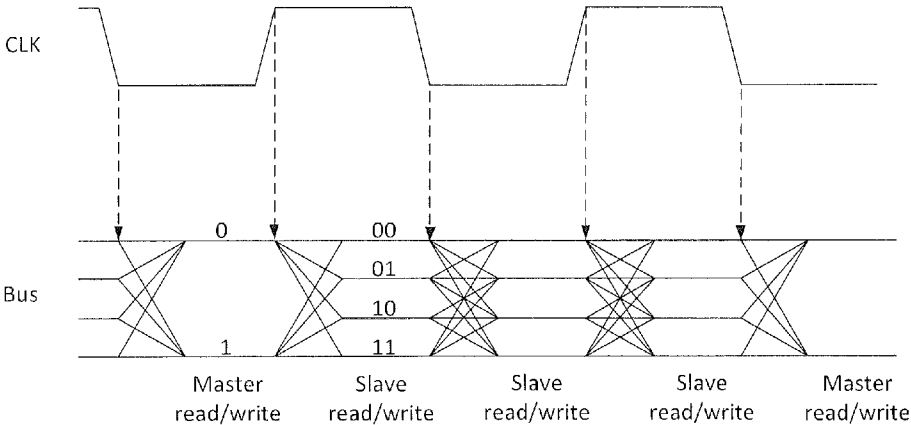 CLK
0
00
01
Bus
10
1
11
Master
read/write
Slave
read/write
Slave
read/write
Slave
read/write
Master
read/write